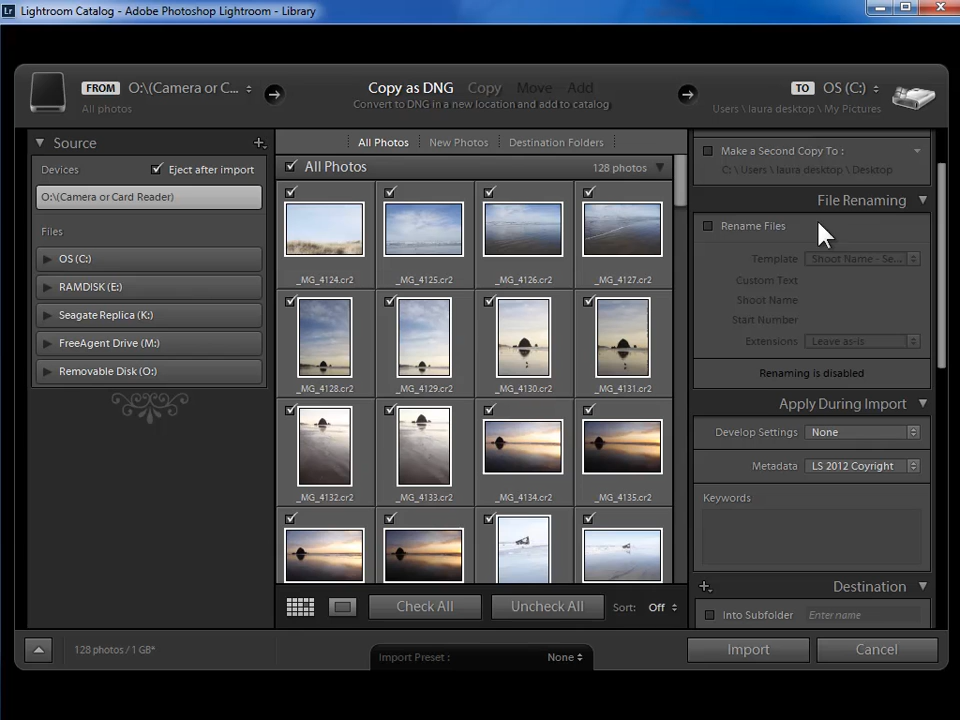 Lr Lightroom Catalog - Adobe Photoshop Lightroom - Library
FROM O:\(Camera or C...
All photos
Copy as DNG Copy Move Add
Convert to DNG in a new location and add to catalog
TO OS (C:)
Users \ laura desktop \ My Pictures
Source
Devices Eject after import
O:\(Camera or Card Reader)
Files
OS (C:)
RAMDISK (E:)
Seagate Replica (K:)
FreeAgent Drive (M:)
Removable Disk (O:)
All Photos New Photos Destination Folders
All Photos 128 photos
_MG_4124.cr2 _MG_4125.cr2 _MG_4126.cr2 _MG_4127.cr2
_MG_4128.cr2 _MG_4129.cr2 _MG_4130.cr2 _MG_4131.cr2
_MG_4132.cr2 _MG_4133.cr2 _MG_4134.cr2 _MG_4135.cr2
Make a Second Copy To :
C: \ Users \ laura desktop \ Desktop
File Renaming
Rename Files
Template Shoot Name - Se...
Custom Text
Shoot Name
Start Number
Extensions Leave as-is
Renaming is disabled
Apply During Import
Develop Settings None
Metadata LS 2012 Coyright
Keywords
Destination
Into Subfolder Enter name
Check All Uncheck All Sort: Off
128 photos / 1 GB*
Import Preset : None
Import Cancel